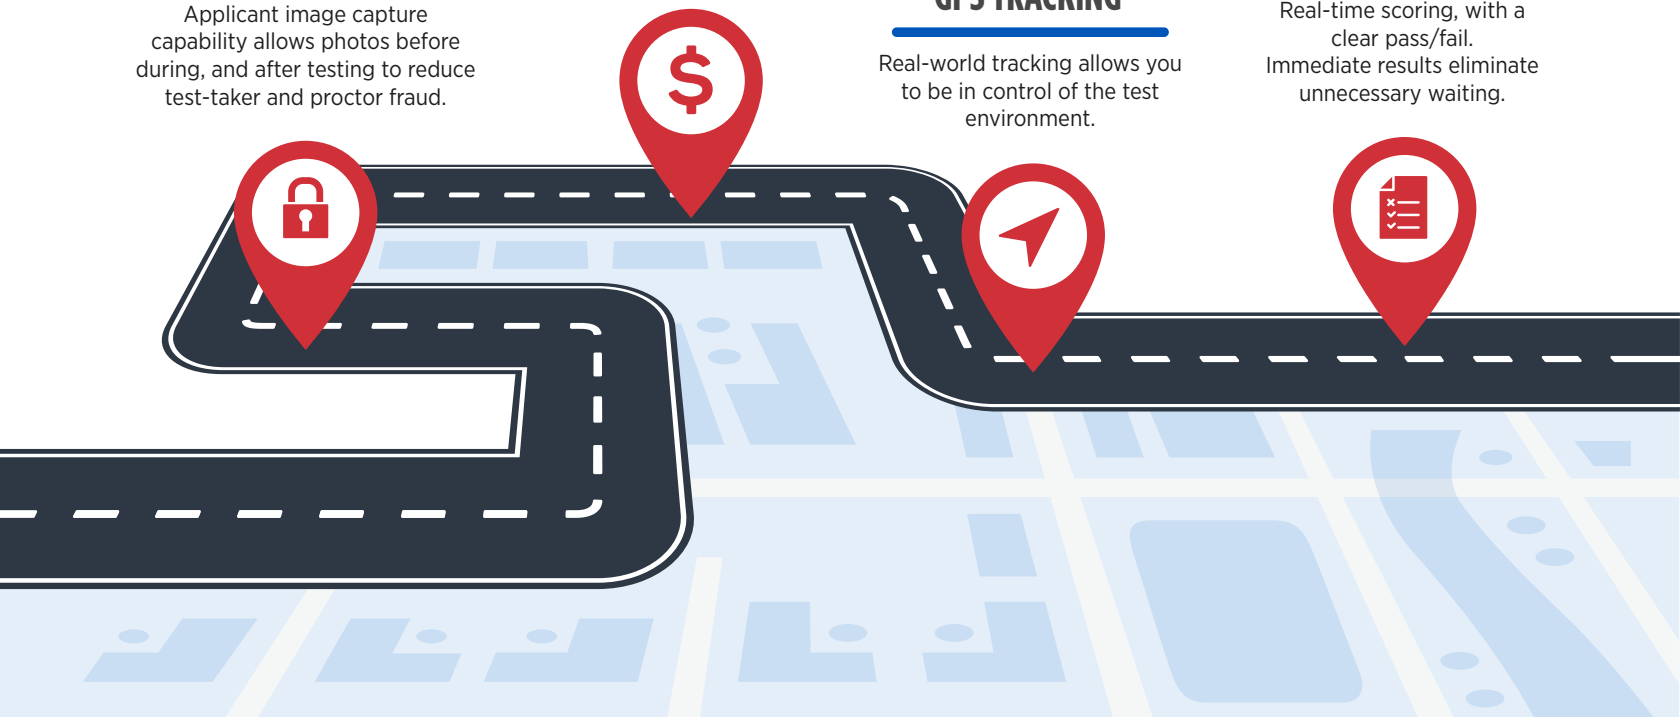 Applicant image capture
capability allows photos before
during, and after testing to reduce
test-taker and proctor fraud.
GPS TRACKING
Real-world tracking allows you
to be in control of the test
environment.
Real-time scoring, with a
clear pass/fail.
Immediate results eliminate
unnecessary waiting.